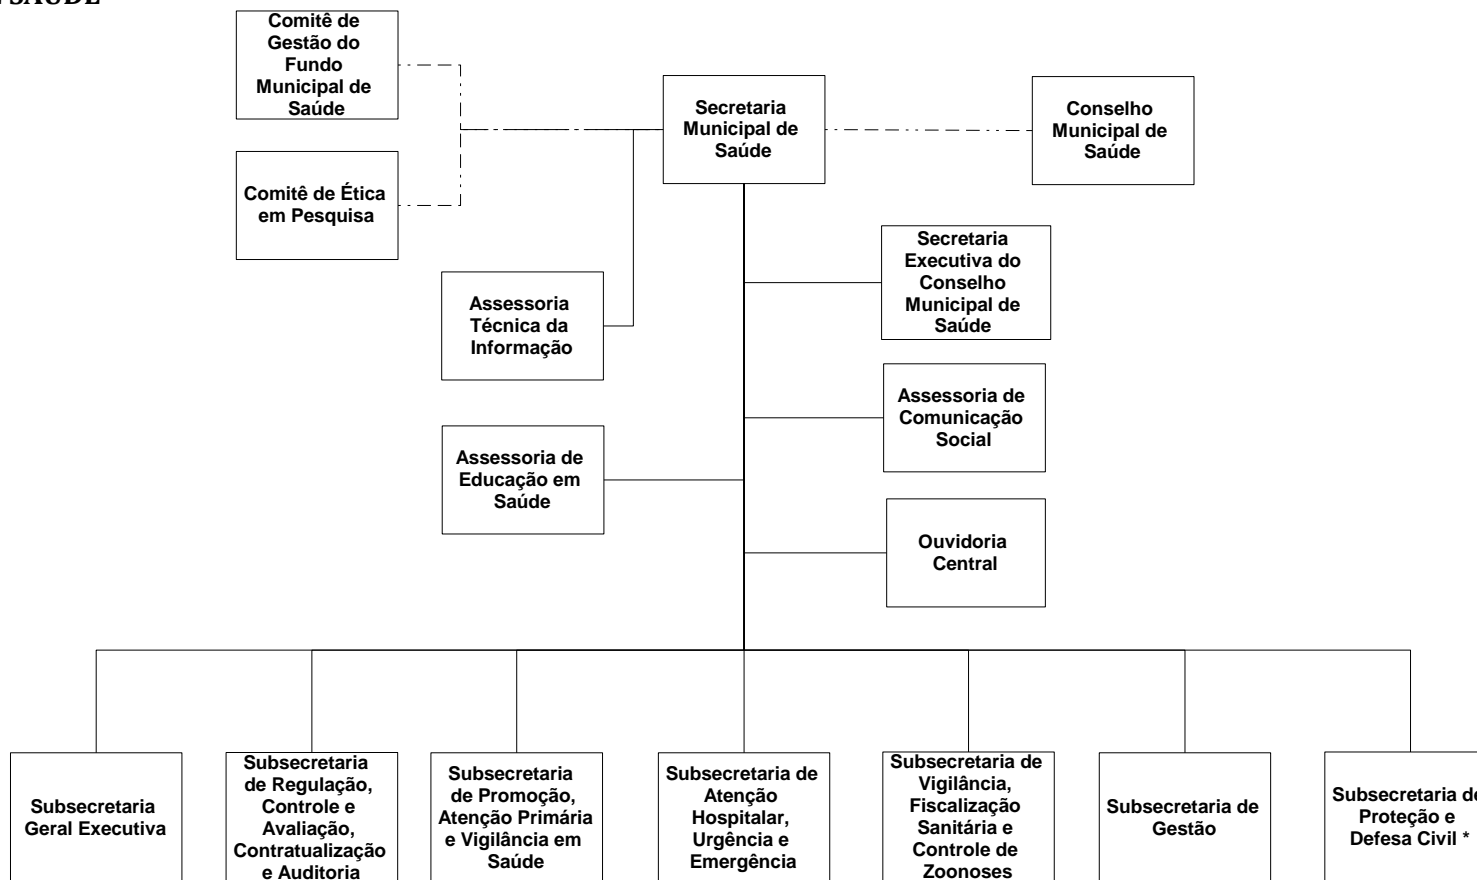 SAÚDE
Comitê de
Gestão do
Fundo
Municipal de
Saúde
Secretaria
Municipal de
Saúde
Conselho
Municipal de
Saúde
Comitê de Ética
em Pesquisa
Secretaria
Executiva do
Conselho
Municipal de
Saúde
Assessoria
Técnica da
Informação
Assessoria de
Comunicação
Social
Assessoria de
Educação em
Saúde
Ouvidoria
Central
Subsecretaria
Geral Executiva
Subsecretaria
de Regulação,
Controle e
Avaliação,
Contratualização
e Auditoria
Subsecretaria
de Promoção,
Atenção Primária
e Vigilância em
Saúde
Subsecretaria de
Atenção
Hospitalar,
Urgência e
Emergência
Subsecretaria de
Vigilância,
Fiscalização
Sanitária e
Controle de
Zoonoses
Subsecretaria de
Gestão
Subsecretaria de
Proteção e
Defesa Civil *